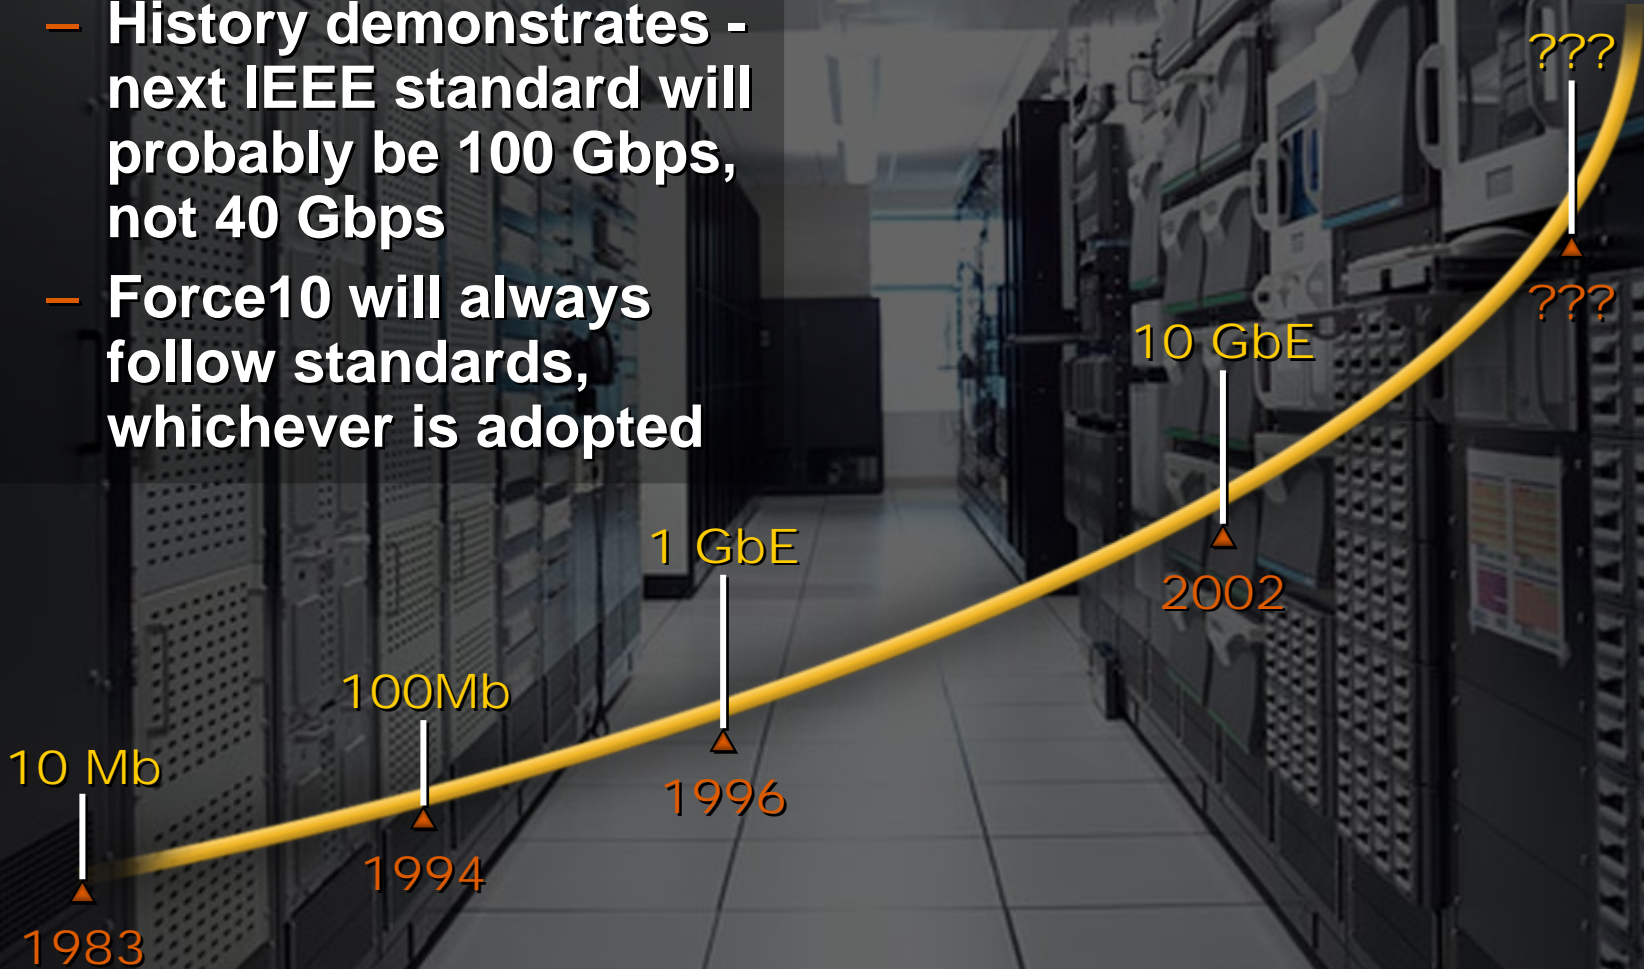 – History demonstrates -
next IEEE standard will
probably be 100 Gbps,
not 40 Gbps
– Force10 will always
follow standards,
whichever is adopted
???
???
10 GbE
2002
1 GbE
1996
100Mb
1994
10 Mb
1983